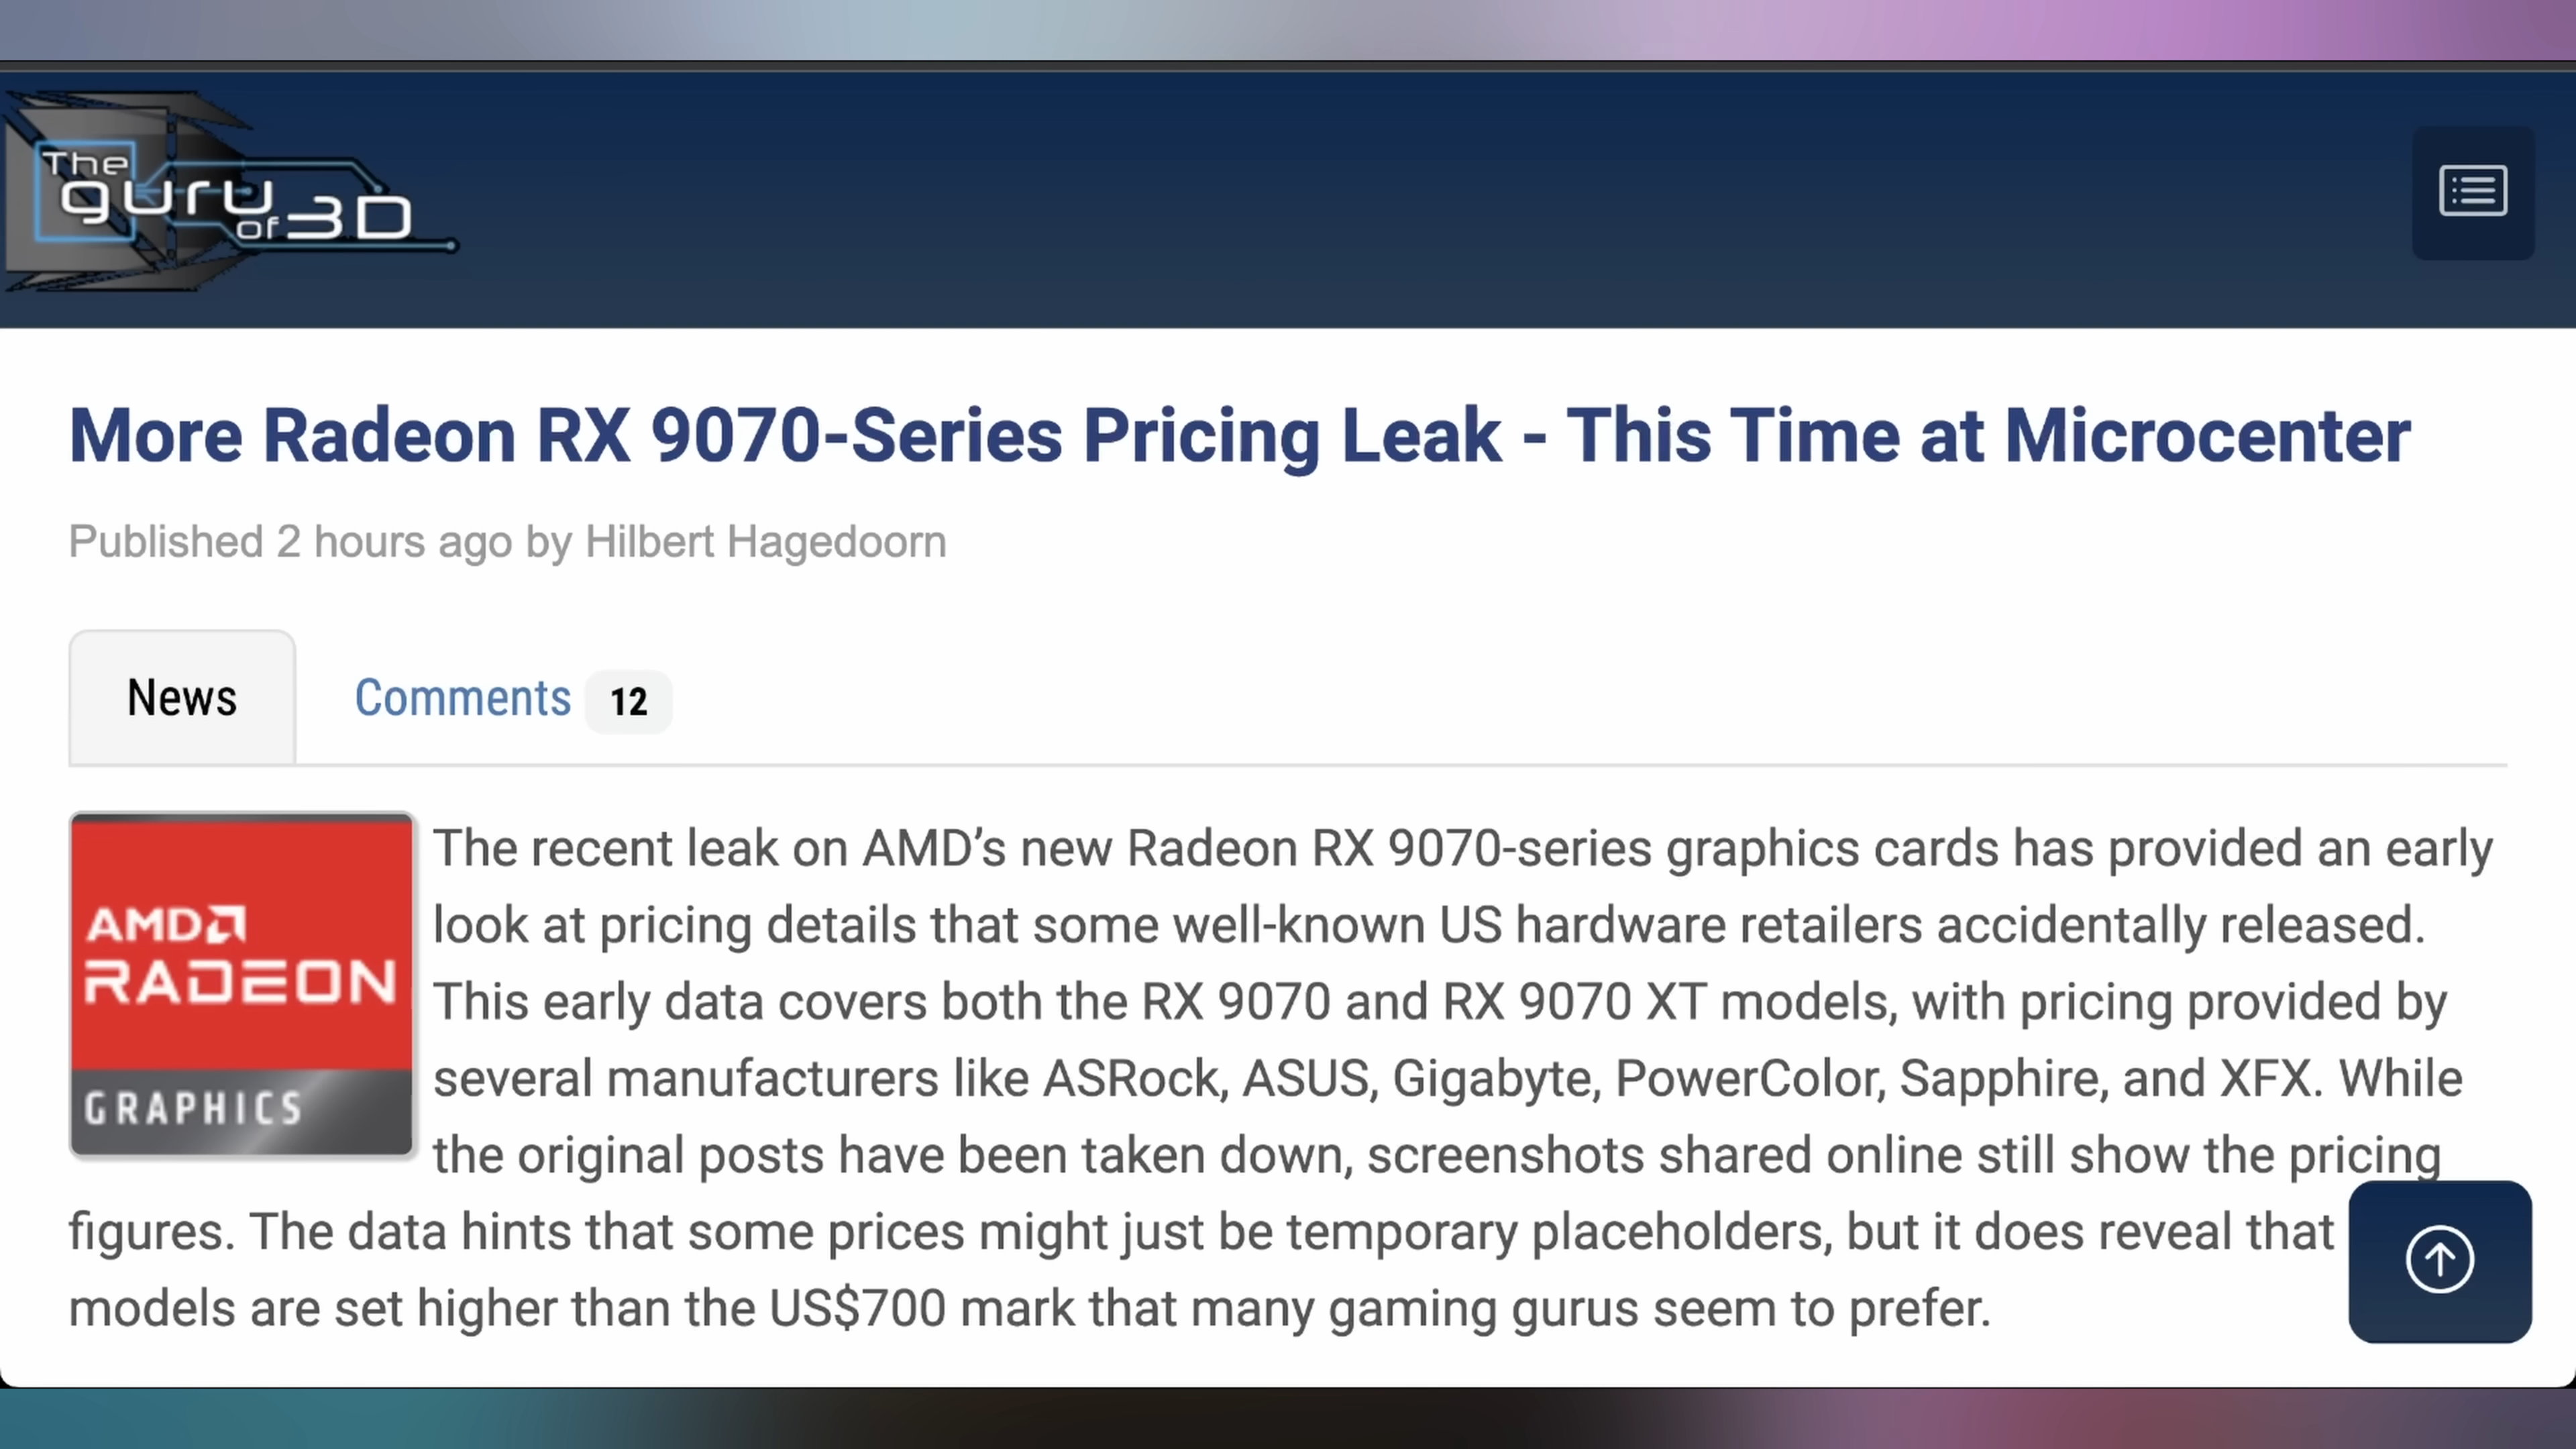 The
guru
of 3D
More Radeon RX 9070-Series Pricing Leak - This Time at Microcenter
Published 2 hours ago by Hilbert Hagedoorn
News
Comments 12
AMD
RADEON
GRAPHICS
The recent leak on AMD’s new Radeon RX 9070-series graphics cards has provided an early
look at pricing details that some well-known US hardware retailers accidentally released.
This early data covers both the RX 9070 and RX 9070 XT models, with pricing provided by
several manufacturers like ASRock, ASUS, Gigabyte, PowerColor, Sapphire, and XFX. While
the original posts have been taken down, screenshots shared online still show the pricing
figures. The data hints that some prices might just be temporary placeholders, but it does reveal that
models are set higher than the US$700 mark that many gaming gurus seem to prefer.